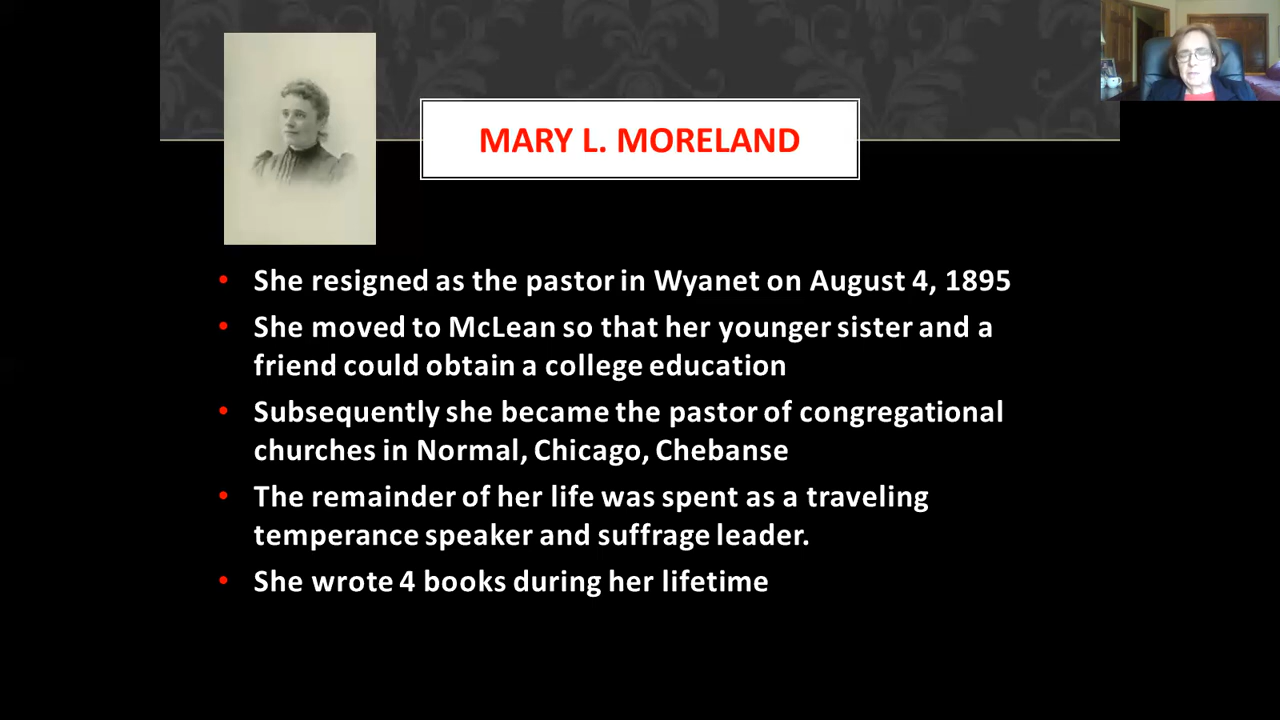 MARY L. MORELAND
• She resigned as the pastor in Wyanet on August 4, 1895
• She moved to McLean so that her younger sister and a
friend could obtain a college education
• Subsequently she became the pastor of congregational
churches in Normal, Chicago, Chebanse
• The remainder of her life was spent as a traveling
temperance speaker and suffrage leader.
• She wrote 4 books during her lifetime